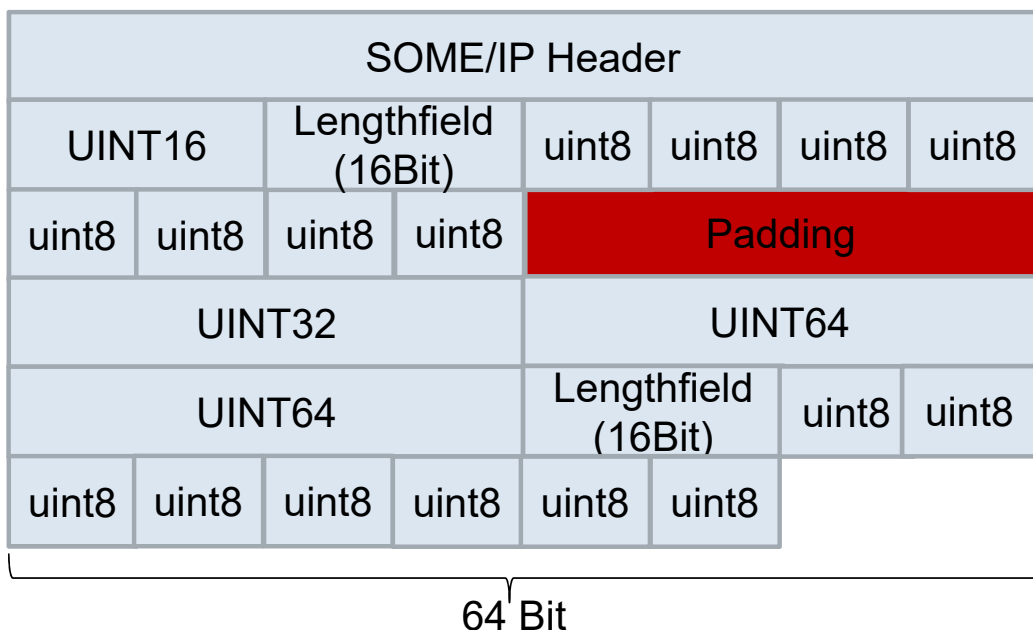 SOME/IP Header
UINT16
Lengthfield
(16Bit)
uint8
uint8
uint8
uint8
uint8
uint8
uint8
uint8
Padding
UINT32
UINT64
UINT64
Lengthfield
(16Bit)
uint8
uint8
uint8
uint8
uint8
uint8
uint8
uint8
64 Bit